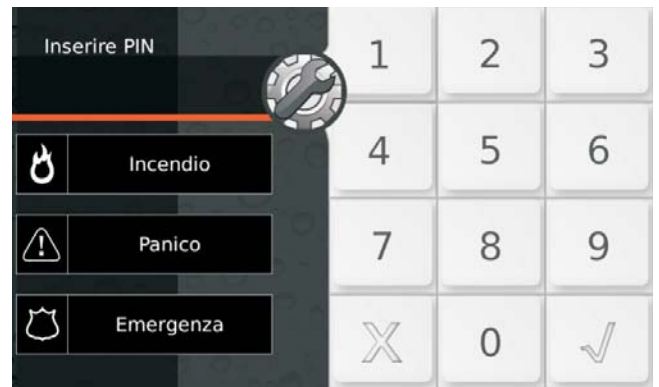 Inserire PIN
Incendio
Panico
Emergenza
1 2 3
4 5 6
7 8 9
X 0 √